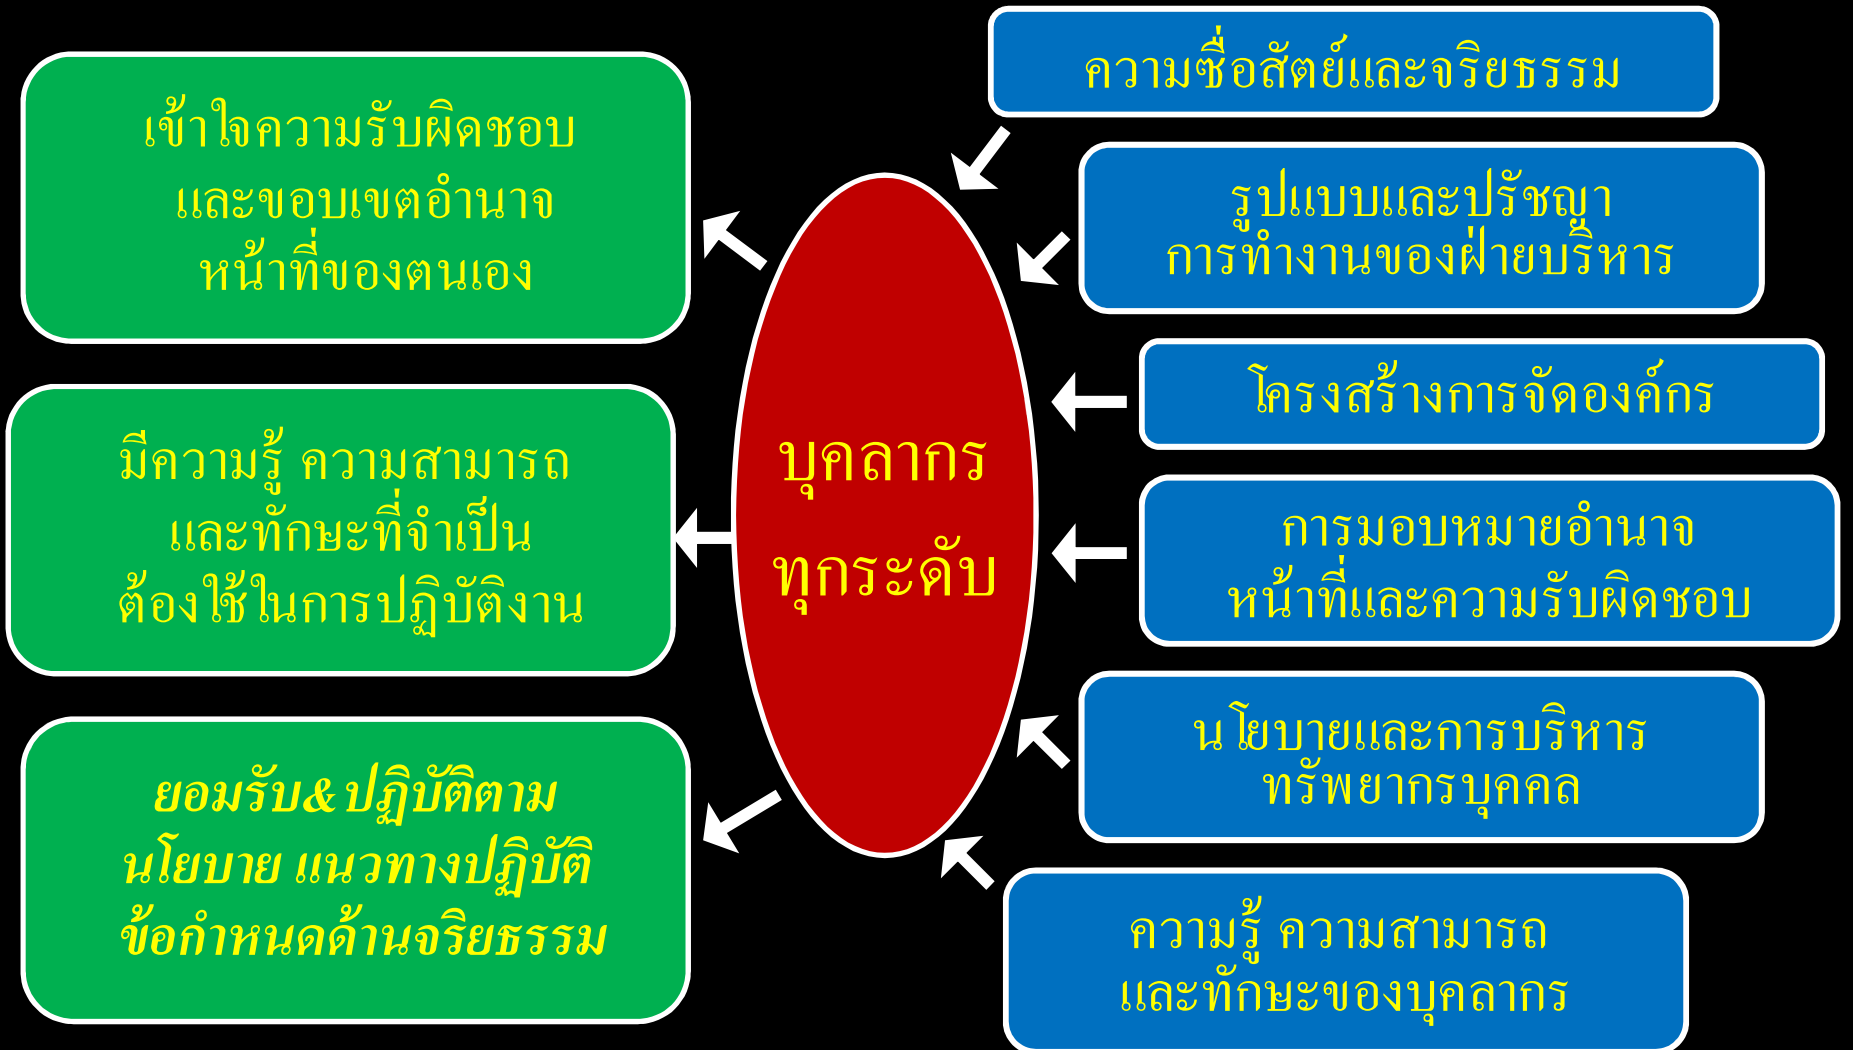 เข้าใจความรับผิดชอบ
และขอบเขตอำนาจ
หน้าที่ของตนเอง
มีความรู้ ความสามารถ
และทักษะที่จำเป็น
ต้องใช้ในการปฏิบัติงาน
ยอมรับ&ปฏิบัติตาม
นโยบาย แนวทางปฏิบัติ
ข้อกำหนดด้านจริยธรรม
บุคลากร
ทุกระดับ
ความซื่อสัตย์และจริยธรรม
รูปแบบและปรัชญา
การทำงานของฝ่ายบริหาร
โครงสร้างการจัดองค์กร
การมอบหมายอำนาจ
หน้าที่และความรับผิดชอบ
นโยบายและการบริหาร
ทรัพยากรบุคคล
ความรู้ ความสามารถ
และทักษะของบุคลากร